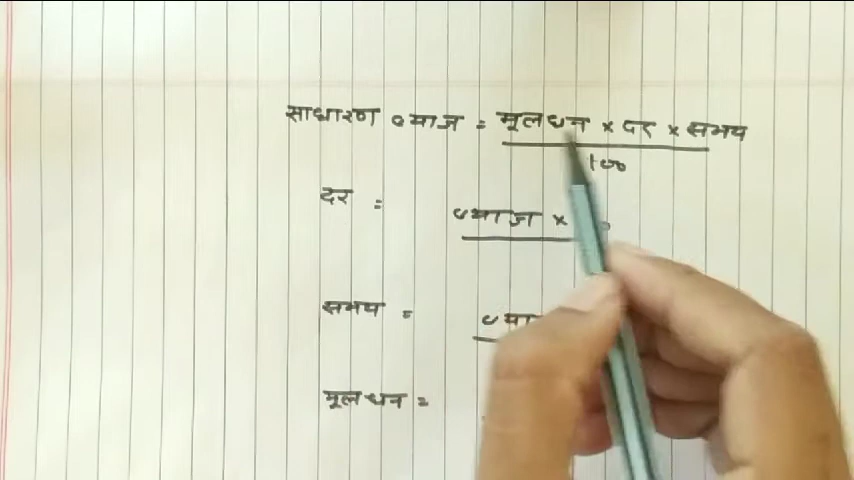 साधारण ब्याज = मूलधन × दर × समय
100
दर = ब्याज ×
समय =
मूलधन =